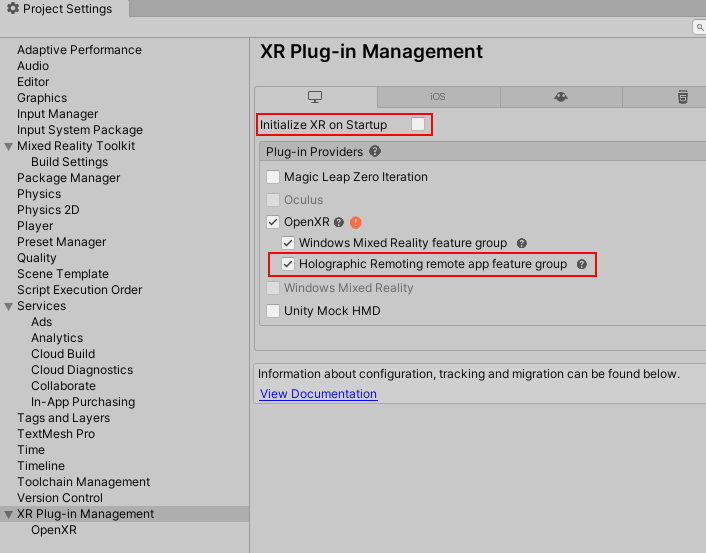 Project Settings
Adaptive Performance
Audio
Editor
Graphics
Input Manager
Input System Package
Mixed Reality Toolkit
Build Settings
Package Manager
Physics
Physics 2D
Player
Preset Manager
Quality
Scene Template
Script Execution Order
Services
Ads
Analytics
Cloud Build
Cloud Diagnostics
Collaborate
In-App Purchasing
Tags and Layers
TextMesh Pro
Time
Timeline
Toolchain Management
Version Control
XR Plug-in Management
OpenXR
XR Plug-in Management
iOS
Initialize XR on Startup
Plug-in Providers
Magic Leap Zero Iteration
Oculus
OpenXR
Windows Mixed Reality feature group
Holographic Remoting remote app feature group
Windows Mixed Reality
Unity Mock HMD
Information about configuration, tracking and migration can be found below.
View Documentation